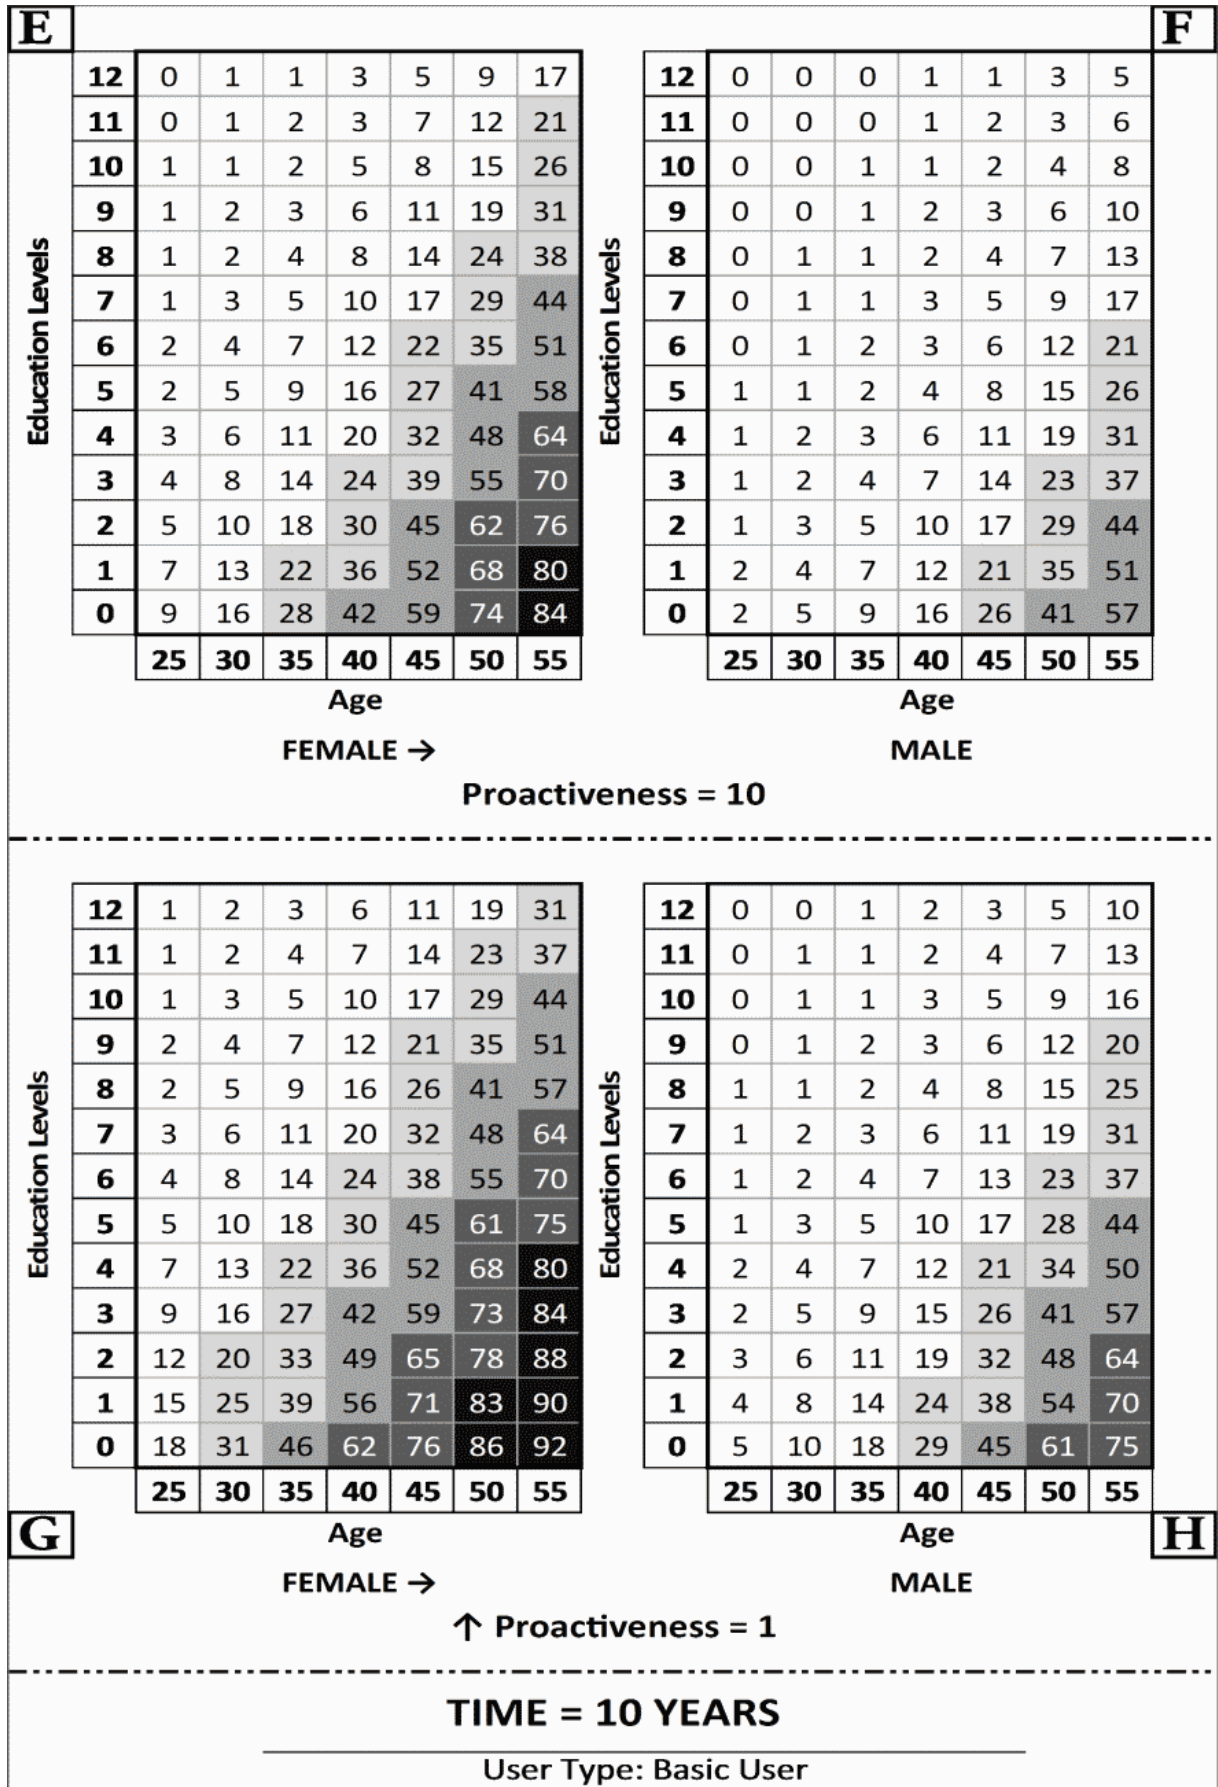 E F
12 0 1 1 3 5 9 17 12 0 0 0 1 1 3 5
11 0 1 2 3 7 12 21 11 0 0 0 1 2 3 6
10 1 1 2 5 8 15 26 10 0 0 1 1 2 4 8
9 1 2 3 6 11 19 31 9 0 0 1 2 3 6 10
8 1 2 4 8 14 24 38 8 0 1 1 2 4 7 13
7 1 3 5 10 17 29 44 7 0 1 1 3 5 9 17
6 2 4 7 12 22 35 51 6 0 1 2 3 6 12 21
5 2 5 9 16 27 41 58 5 1 1 2 4 8 15 26
4 3 6 11 20 32 48 64 4 1 2 3 6 11 19 31
3 4 8 14 24 39 55 70 3 1 2 4 7 14 23 37
2 5 10 18 30 45 62 76 2 1 3 5 10 17 29 44
1 7 13 22 36 52 68 80 1 2 4 7 12 21 35 51
0 9 16 28 42 59 74 84 0 2 5 9 16 26 41 57
Education Levels Education Levels
25 30 35 40 45 50 55 25 30 35 40 45 50 55
Age Age
FEMALE → MALE
Proactiveness = 10
12 1 2 3 6 11 19 31 12 0 0 1 2 3 5 10
11 1 2 4 7 14 23 37 11 0 1 1 2 4 7 13
10 1 3 5 10 17 29 44 10 0 1 1 3 5 9 16
9 2 4 7 12 21 35 51 9 0 1 2 3 6 12 20
8 2 5 9 16 26 41 57 8 1 1 2 4 8 15 25
7 3 6 11 20 32 48 64 7 1 2 3 6 11 19 31
6 4 8 14 24 38 55 70 6 1 2 4 7 13 23 37
5 5 10 18 30 45 61 75 5 1 3 5 10 17 28 44
4 7 13 22 36 52 68 80 4 2 4 7 12 21 34 50
3 9 16 27 42 59 73 84 3 2 5 9 15 26 41 57
2 12 20 33 49 65 78 88 2 3 6 11 19 32 48 64
1 15 25 39 56 71 83 90 1 4 8 14 24 38 54 70
0 18 31 46 62 76 86 92 0 5 10 18 29 45 61 75
Education Levels Education Levels
25 30 35 40 45 50 55 25 30 35 40 45 50 55
G Age Age H
FEMALE → MALE
↑ Proactiveness = 1
TIME = 10 YEARS
User Type: Basic User